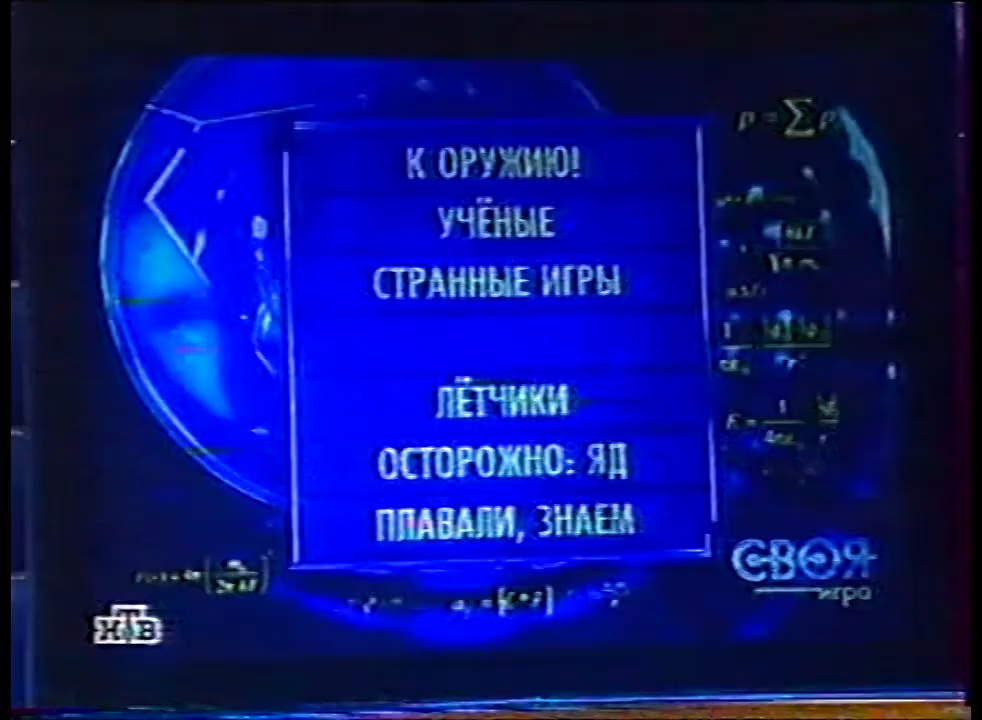 К ОРУЖИЮ!
УЧЁНЫЕ
СТРАННЫЕ ИГРЫ
ЛЁТЧИКИ
ОСТОРОЖНО: ЯД
ПЛАВАЛИ, ЗНАЕМ
СВОЯ
игра
НТВ